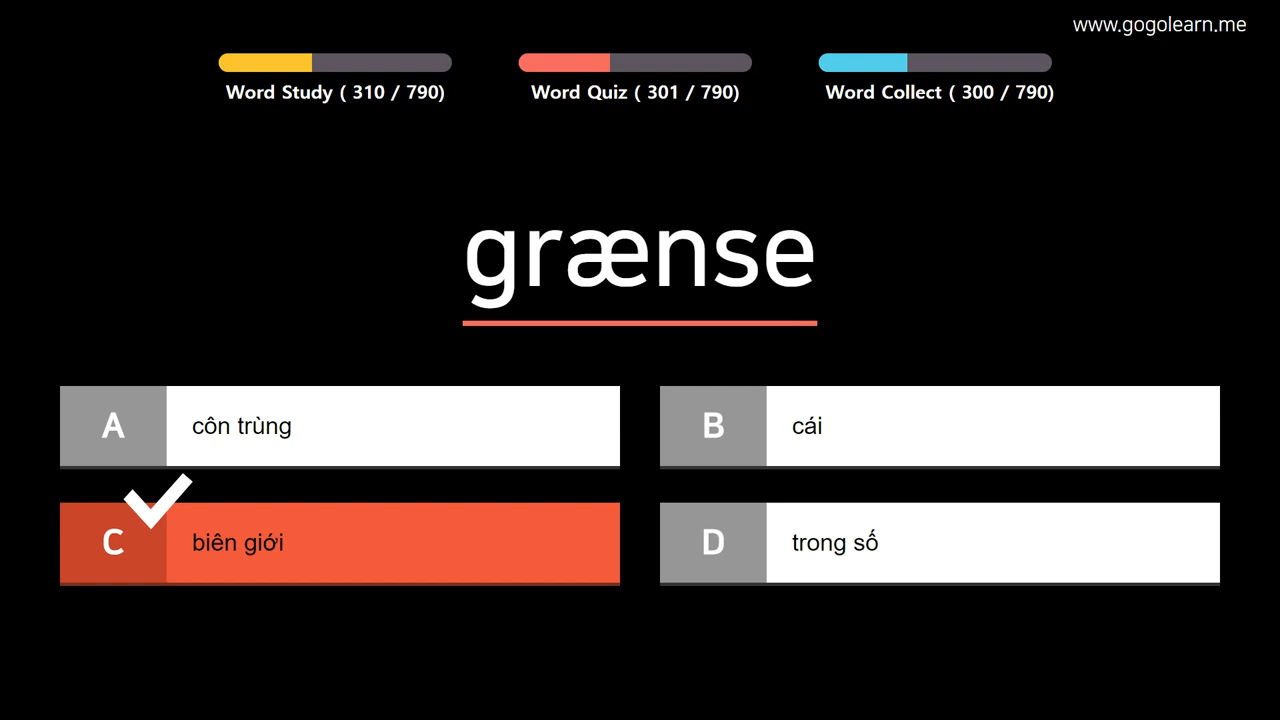 www.gogolearn.me
Word Study ( 310 / 790)
Word Quiz ( 301 / 790)
Word Collect ( 300 / 790)
grænse
A côn trùng
B cái
C biên giới
D trong số